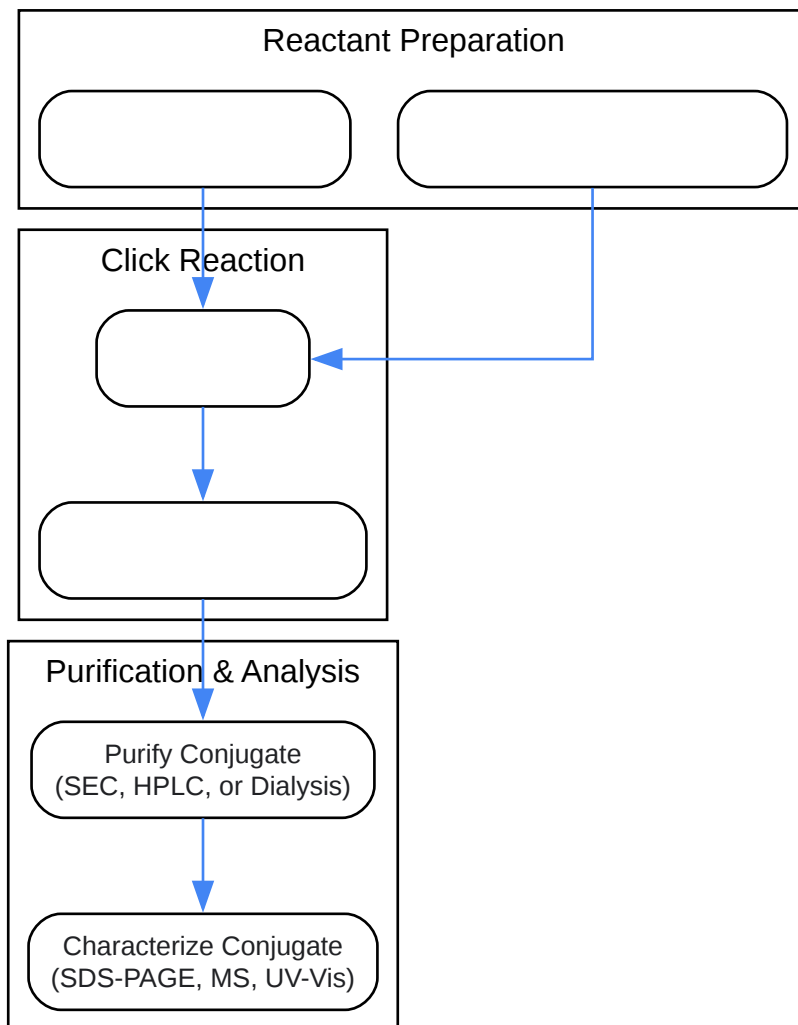 Reactant Preparation
Click Reaction
Purification & Analysis
Purify Conjugate
(SEC, HPLC, or Dialysis)
Characterize Conjugate
(SDS-PAGE, MS, UV-Vis)